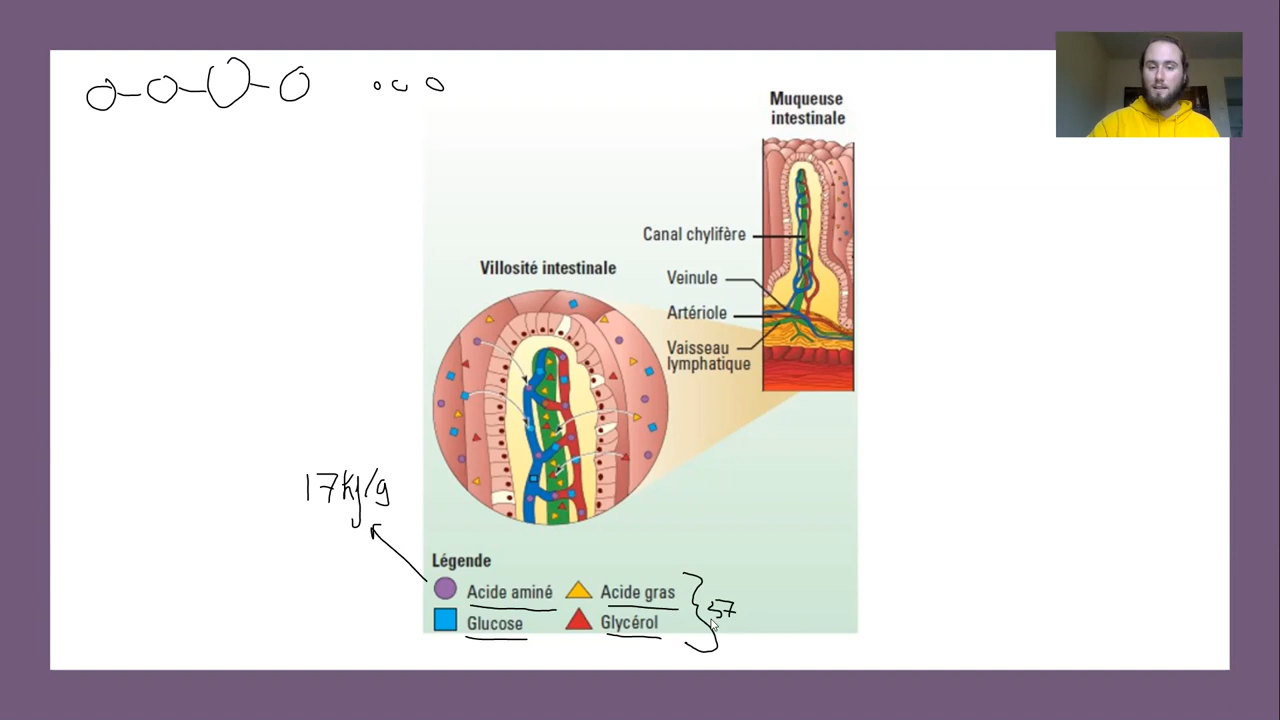 Muqueuse
intestinale
Canal chylifère
Villosité intestinale
Veinule
Artériole
Vaisseau
lymphatique
17kj/g
Légende
Acide aminé
Acide gras
Glucose
Glycérol
37